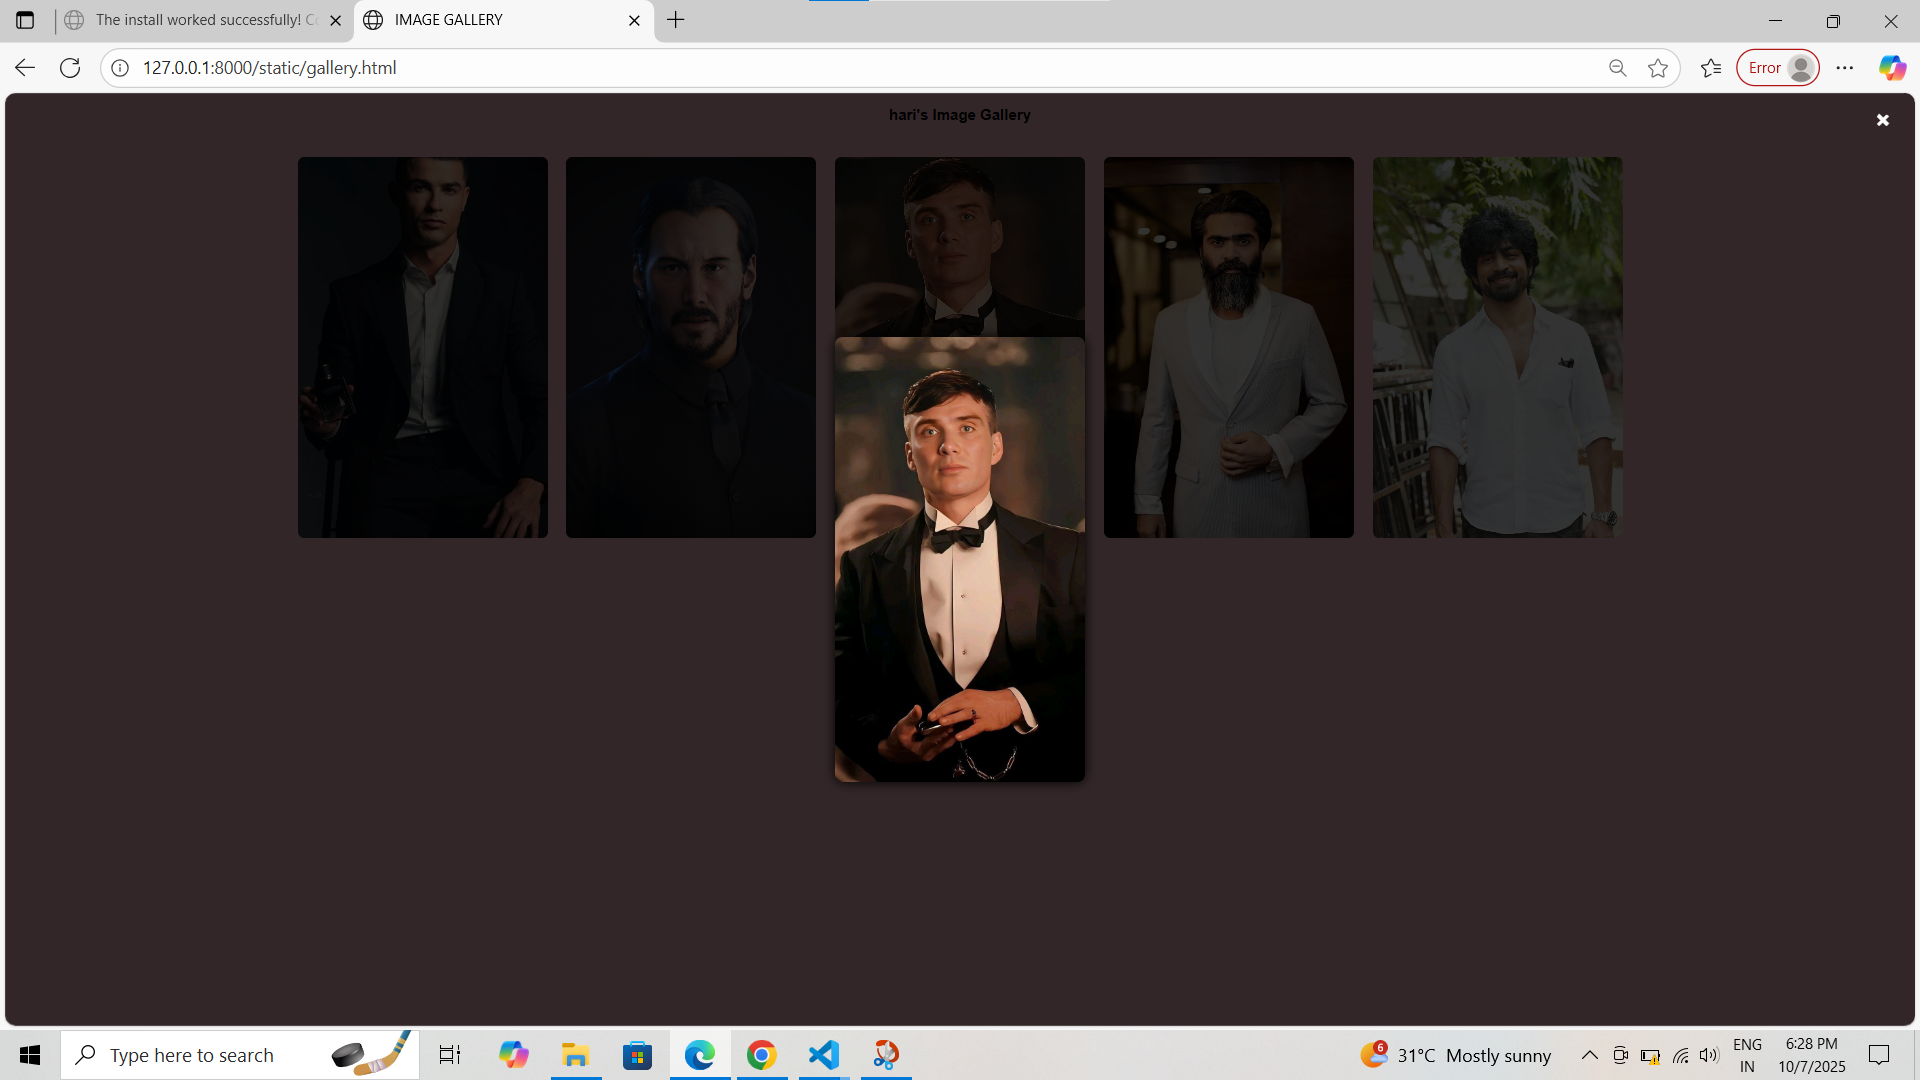 The install worked successfully! Co
IMAGE GALLERY
127.0.0.1:8000/static/gallery.html
Error
hari's Image Gallery
Type here to search
6
31°C Mostly sunny
ENG
IN
6:28 PM
10/7/2025